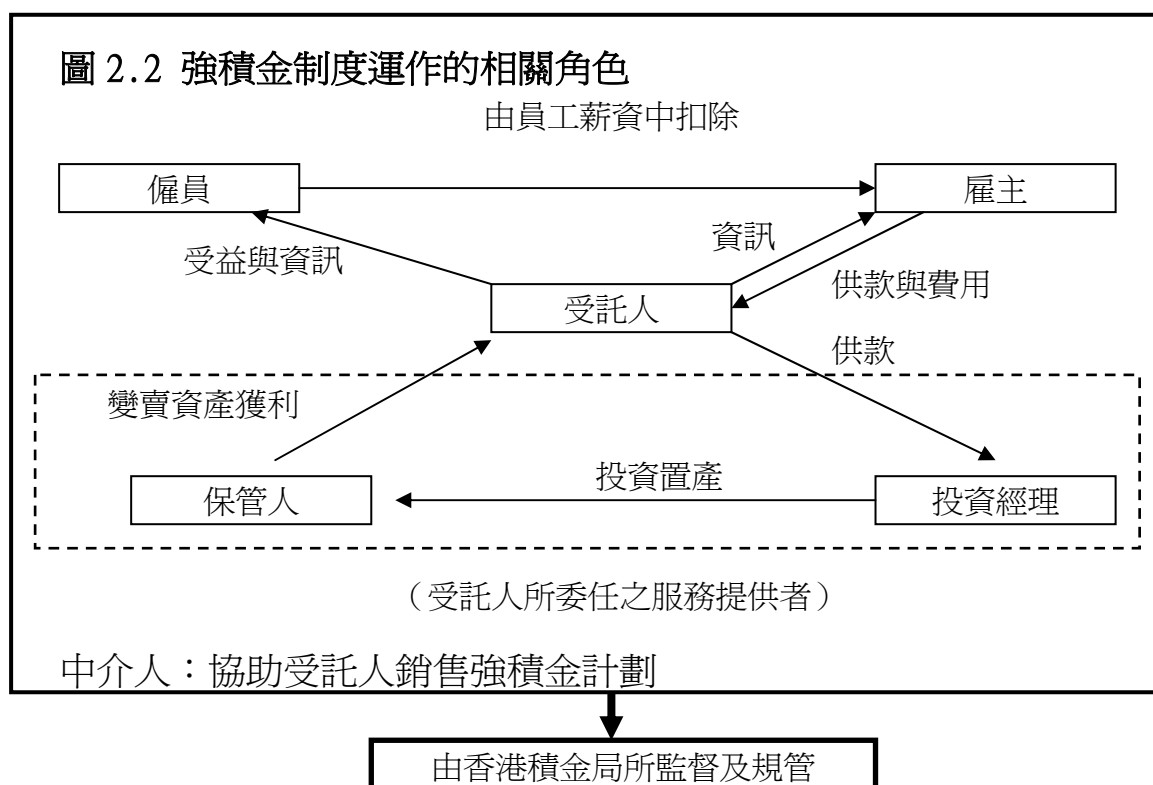 圖 2.2 強積金制度運作的相關角色
由員工薪資中扣除
僱員
雇主
資訊
受益與資訊
供款與費用
受託人
供款
變賣資產獲利
投資置產
保管人
投資經理
（受託人所委任之服務提供者）
中介人：協助受託人銷售強積金計劃
由香港積金局所監督及規管